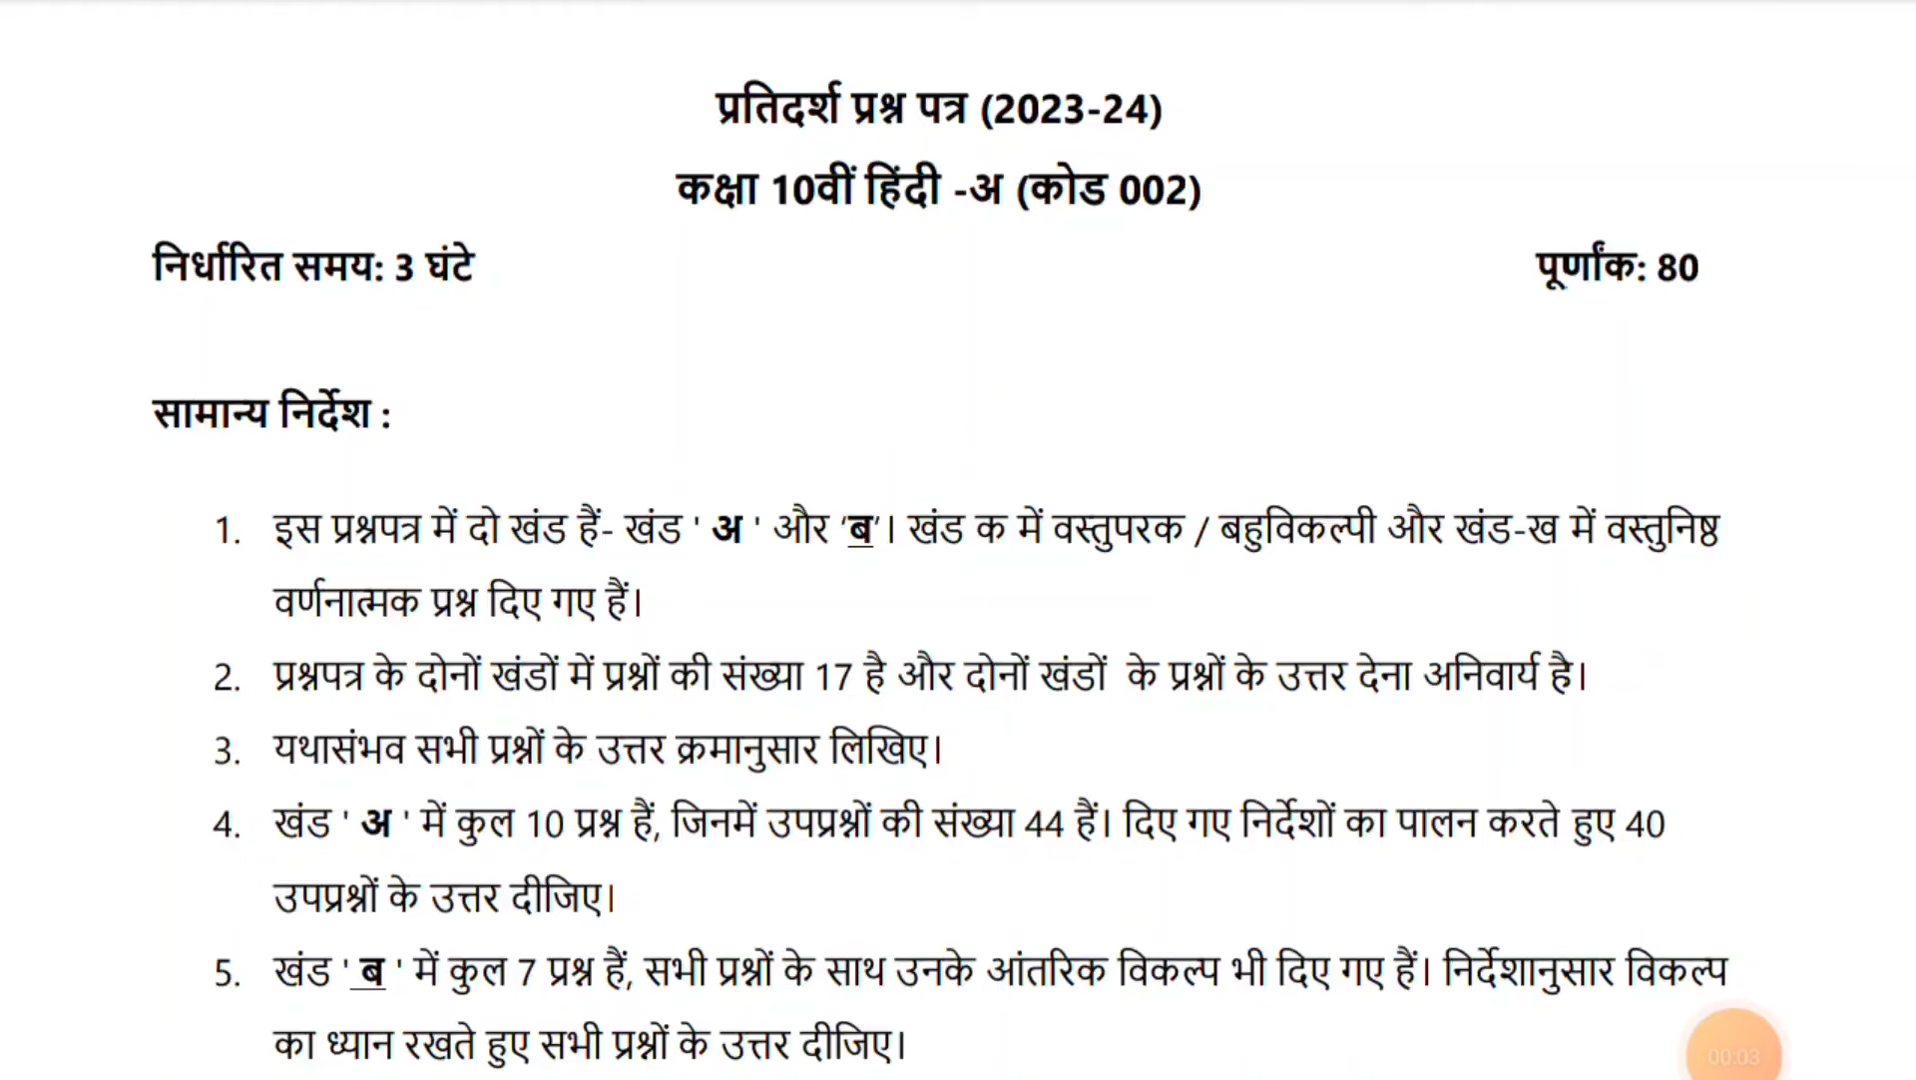 प्रतिदर्श प्रश्न पत्र (2023-24)
कक्षा 10वीं हिंदी -अ (कोड 002)
निर्धारित समय: 3 घंटे पूर्णांक: 80
सामान्य निर्देश :
1. इस प्रश्नपत्र में दो खंड हैं- खंड ' अ ' और 'ब'। खंड क में वस्तुपरक / बहुविकल्पी और खंड-ख में वस्तुनिष्ठ
वर्णनात्मक प्रश्न दिए गए हैं।
2. प्रश्नपत्र के दोनों खंडों में प्रश्नों की संख्या 17 है और दोनों खंडों के प्रश्नों के उत्तर देना अनिवार्य है।
3. यथासंभव सभी प्रश्नों के उत्तर क्रमानुसार लिखिए।
4. खंड ' अ ' में कुल 10 प्रश्न हैं, जिनमें उपप्रश्नों की संख्या 44 हैं। दिए गए निर्देशों का पालन करते हुए 40
उपप्रश्नों के उत्तर दीजिए।
5. खंड ' ब ' में कुल 7 प्रश्न हैं, सभी प्रश्नों के साथ उनके आंतरिक विकल्प भी दिए गए हैं। निर्देशानुसार विकल्प
का ध्यान रखते हुए सभी प्रश्नों के उत्तर दीजिए।
00:03